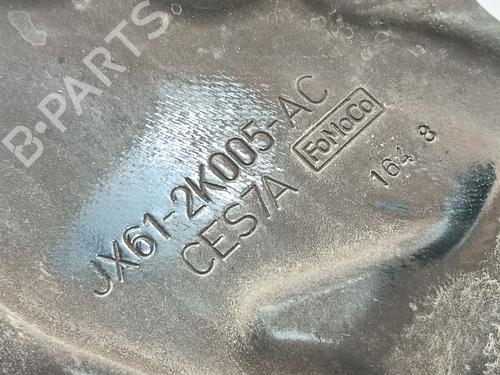 B-PARTS
JX61-2K005-AC
FoMoCo
CES7A
164 8